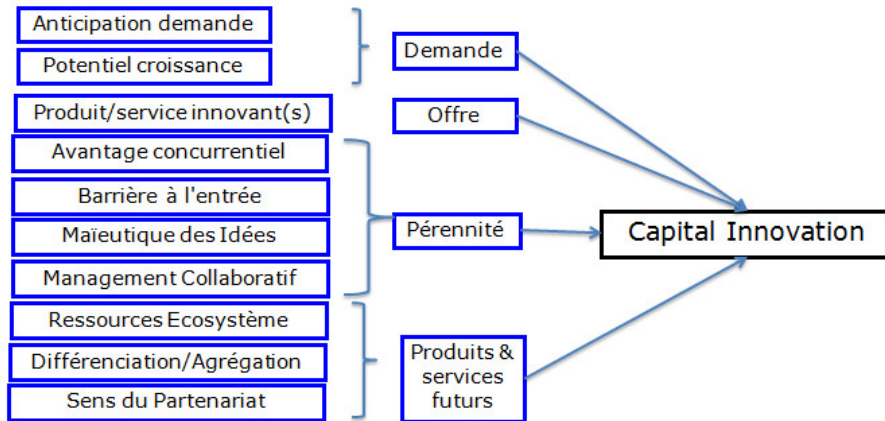 Anticipation demande
Potentiel croissance
Demande
Produit/service innovant(s)
Offre
Avantage concurrentiel
Barrière à l'entrée
Maïeutique des Idées
Management Collaboratif
Pérennité
Capital Innovation
Ressources Ecosystème
Différenciation/Agrégation
Sens du Partenariat
Produits &
services
futurs